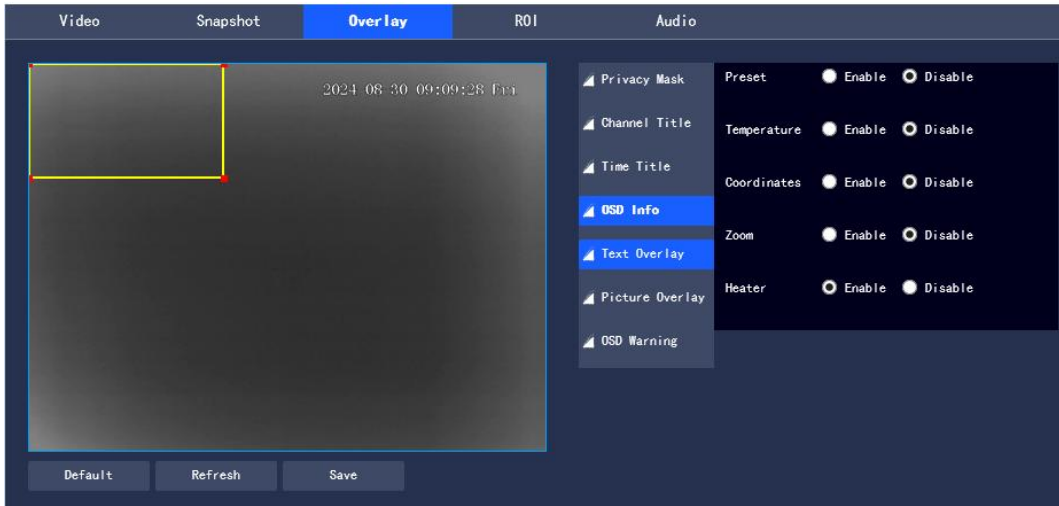 Video Snapshot Overlay ROI Audio
2024-08-30 09:09:28 Fri
Privacy Mask
Channel Title
Time Title
OSD Info
Text Overlay
Picture Overlay
OSD Warning
Preset Enable Disable
Temperature Enable Disable
Coordinates Enable Disable
Zoom Enable Disable
Heater Enable Disable
Default Refresh Save